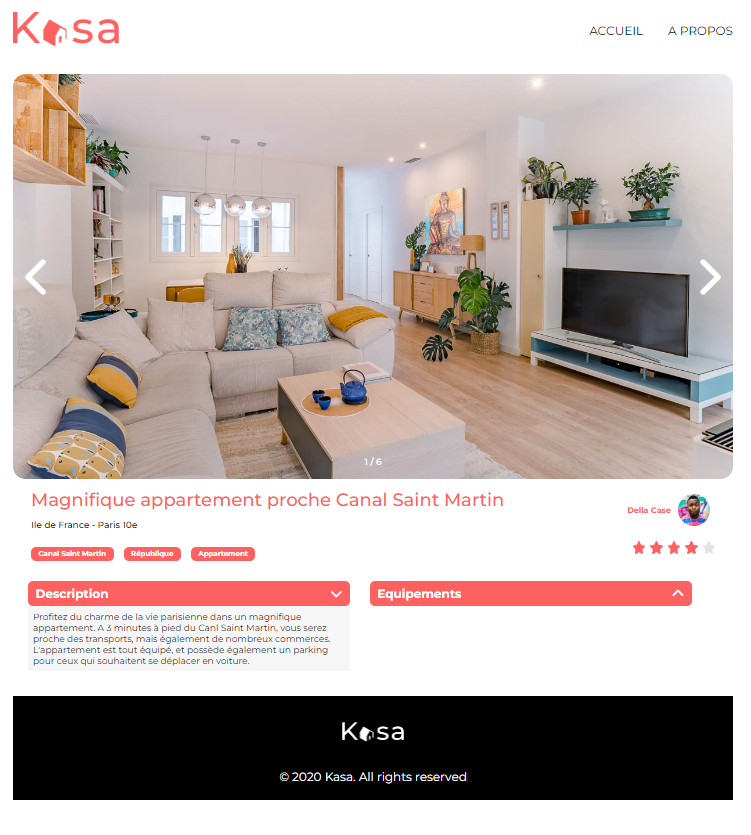 Kasa
ACCUEIL
A PROPOS
1 / 6
Magnifique appartement proche Canal Saint Martin
Ile de France - Paris 10e
Della Case
Canal Saint Martin
République
Appartement
Description
Profitez du charme de la vie parisienne dans un magnifique
appartement. A 3 minutes à pied du Canl Saint Martin, vous serez
proche des transports, mais également de nombreux commerces.
L'appartement est tout équipé, et possède également un parking
pour ceux qui souhaitent se déplacer en voiture.
Equipements
Kasa
© 2020 Kasa. All rights reserved